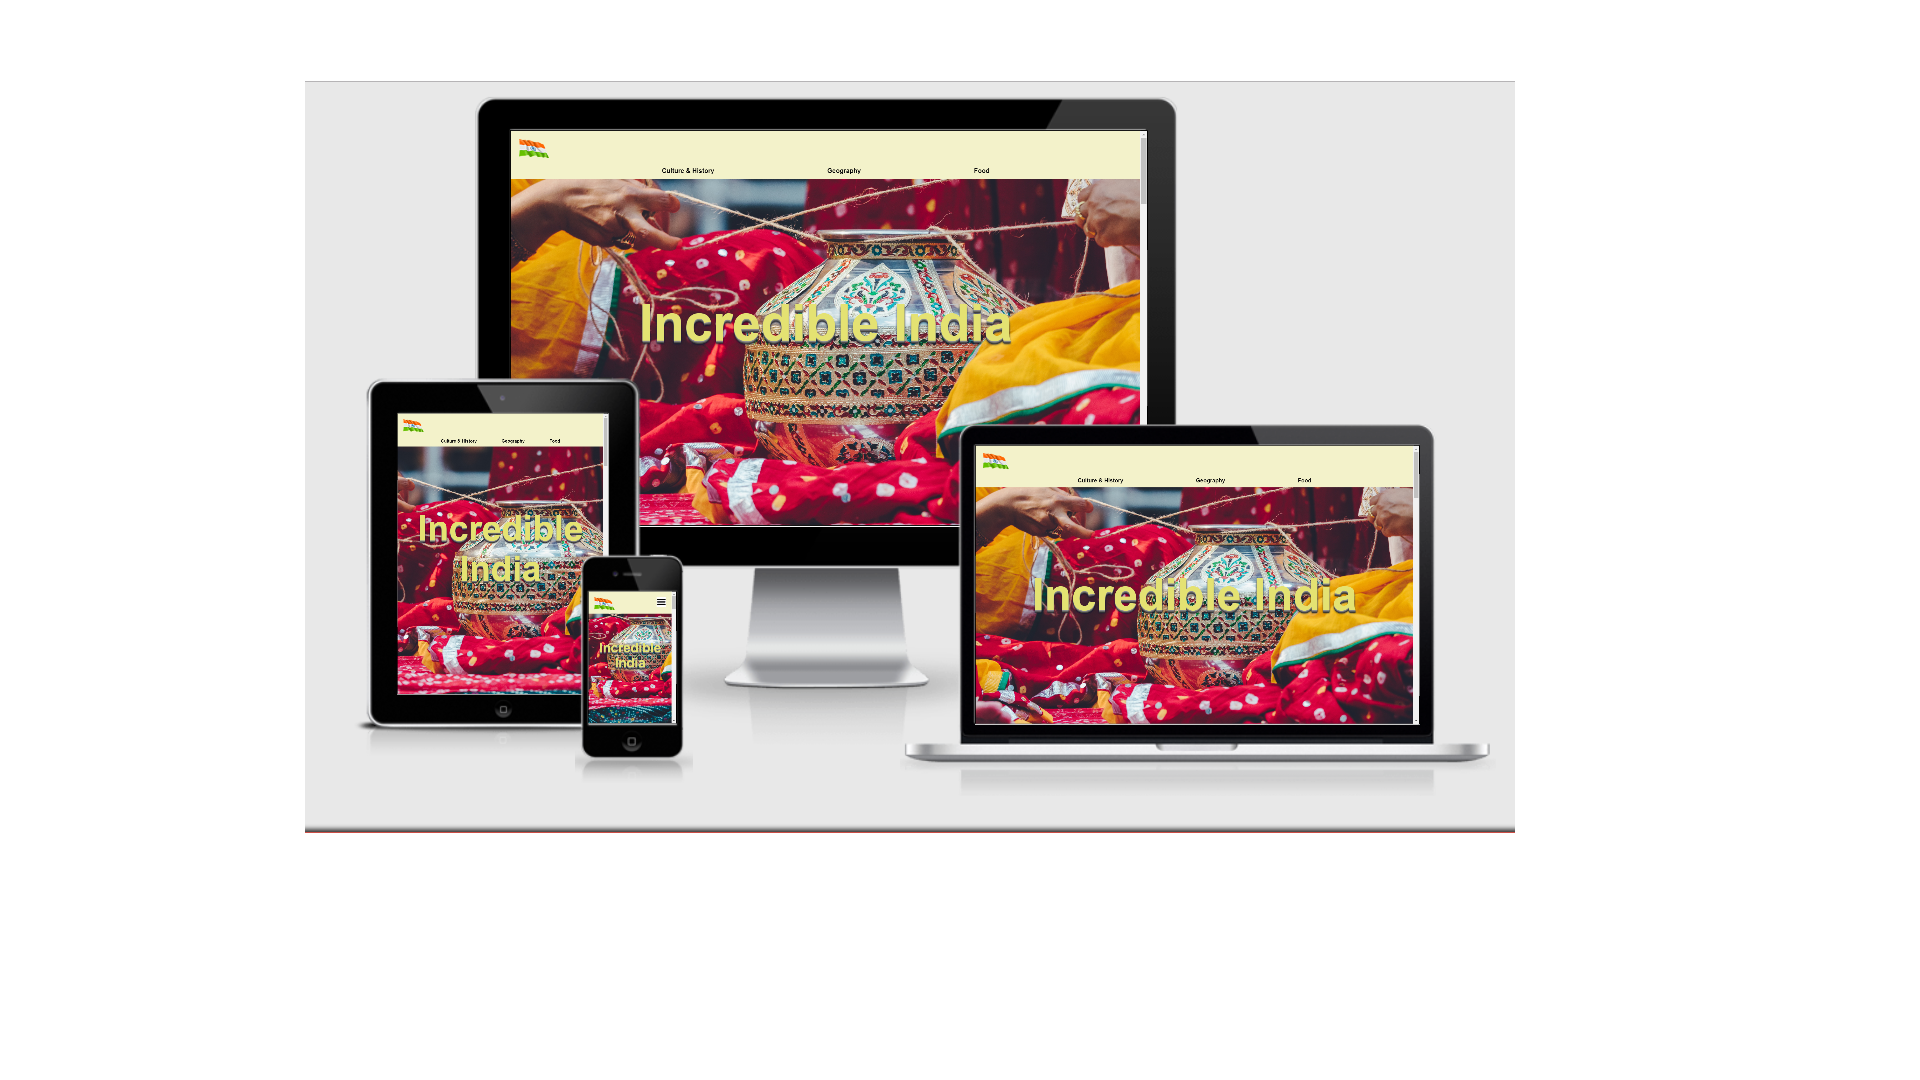 Culture & History Geography Food
Incredible India
Culture & History Geography Food
Incredible
India
Incredible
India
Culture & History Geography Food
Incredible India